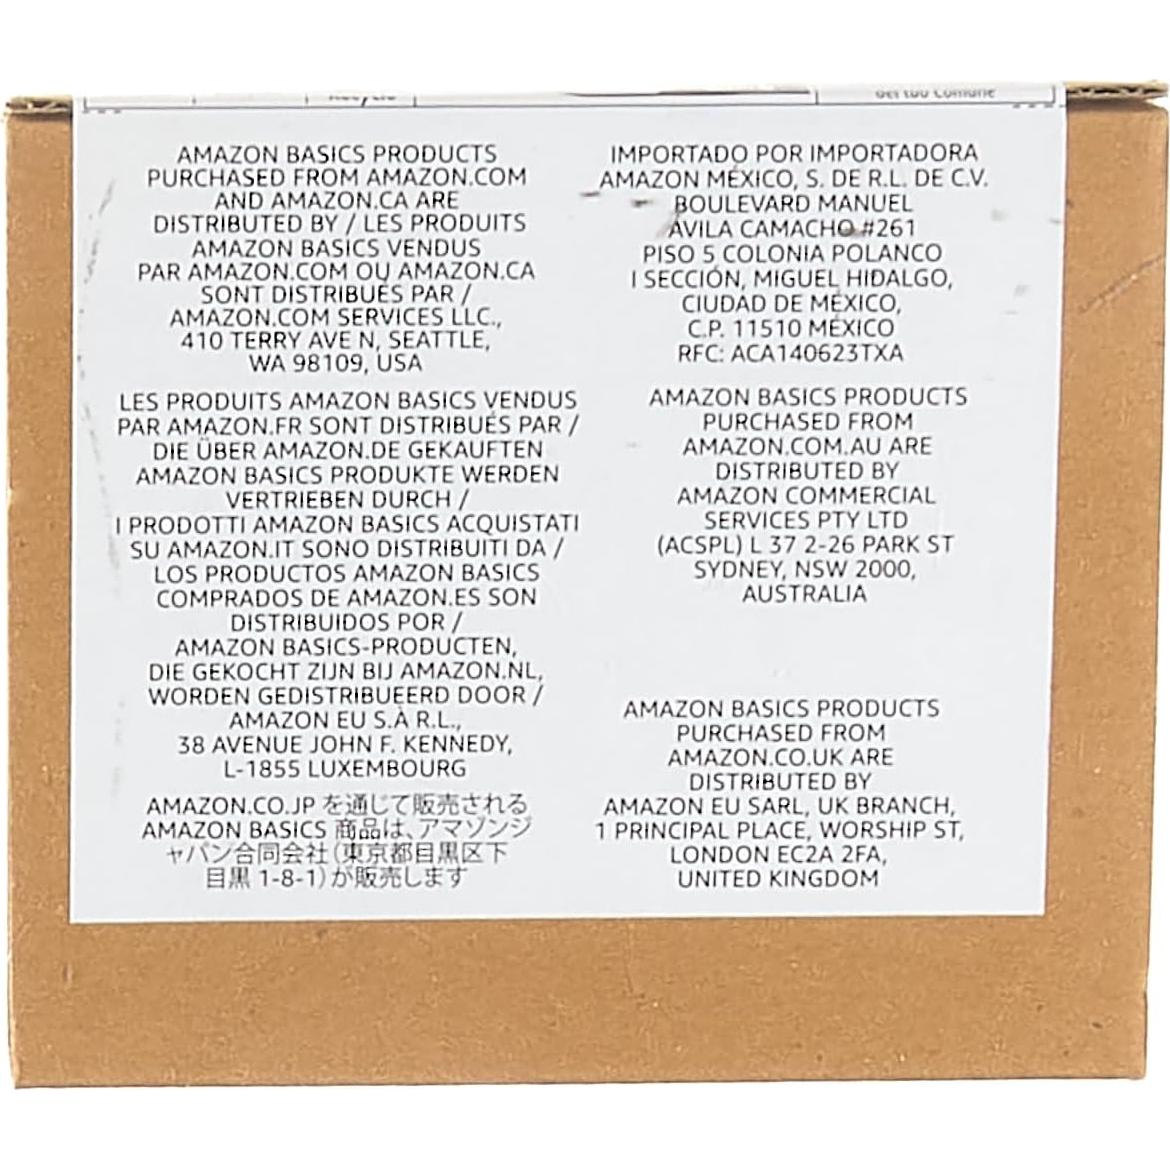 Recycle
del tuo Comune
AMAZON BASICS PRODUCTS
PURCHASED FROM AMAZON.COM
AND AMAZON.CA ARE
DISTRIBUTED BY / LES PRODUITS
AMAZON BASICS VENDUS
PAR AMAZON.COM OU AMAZON.CA
SONT DISTRIBUÉS PAR /
AMAZON.COM SERVICES LLC.,
410 TERRY AVE N, SEATTLE,
WA 98109, USA
LES PRODUITS AMAZON BASICS VENDUS
PAR AMAZON.FR SONT DISTRIBUÉS PAR /
DIE ÜBER AMAZON.DE GEKAUFTEN
AMAZON BASICS PRODUKTE WERDEN
VERTRIEBEN DURCH /
I PRODOTTI AMAZON BASICS ACQUISTATI
SU AMAZON.IT SONO DISTRIBUITI DA /
LOS PRODUCTOS AMAZON BASICS
COMPRADOS DE AMAZON.ES SON
DISTRIBUIDOS POR /
AMAZON BASICS-PRODUCTEN,
DIE GEKOCHT ZIJN BIJ AMAZON.NL,
WORDEN GEDISTRIBUEERD DOOR /
AMAZON EU S.À R.L.,
38 AVENUE JOHN F. KENNEDY,
L-1855 LUXEMBOURG
AMAZON.CO.JP を通じて販売される
AMAZON BASICS 商品は、アマゾンジ
ャパン合同会社(東京都目黒区下
目黒 1-8-1)が販売します
IMPORTADO POR IMPORTADORA
AMAZON MÉXICO, S. DE R.L. DE C.V.
BOULEVARD MANUEL
ÁVILA CAMACHO #261
PISO 5 COLONIA POLANCO
I SECCIÓN, MIGUEL HIDALGO,
CIUDAD DE MÉXICO,
C.P. 11510 MÉXICO
RFC: ACA140623TXA
AMAZON BASICS PRODUCTS
PURCHASED FROM
AMAZON.COM.AU ARE
DISTRIBUTED BY
AMAZON COMMERCIAL
SERVICES PTY LTD
(ACSPL) L 37 2-26 PARK ST
SYDNEY, NSW 2000,
AUSTRALIA
AMAZON BASICS PRODUCTS
PURCHASED FROM
AMAZON.CO.UK ARE
DISTRIBUTED BY
AMAZON EU SARL, UK BRANCH,
1 PRINCIPAL PLACE, WORSHIP ST,
LONDON EC2A 2FA,
UNITED KINGDOM